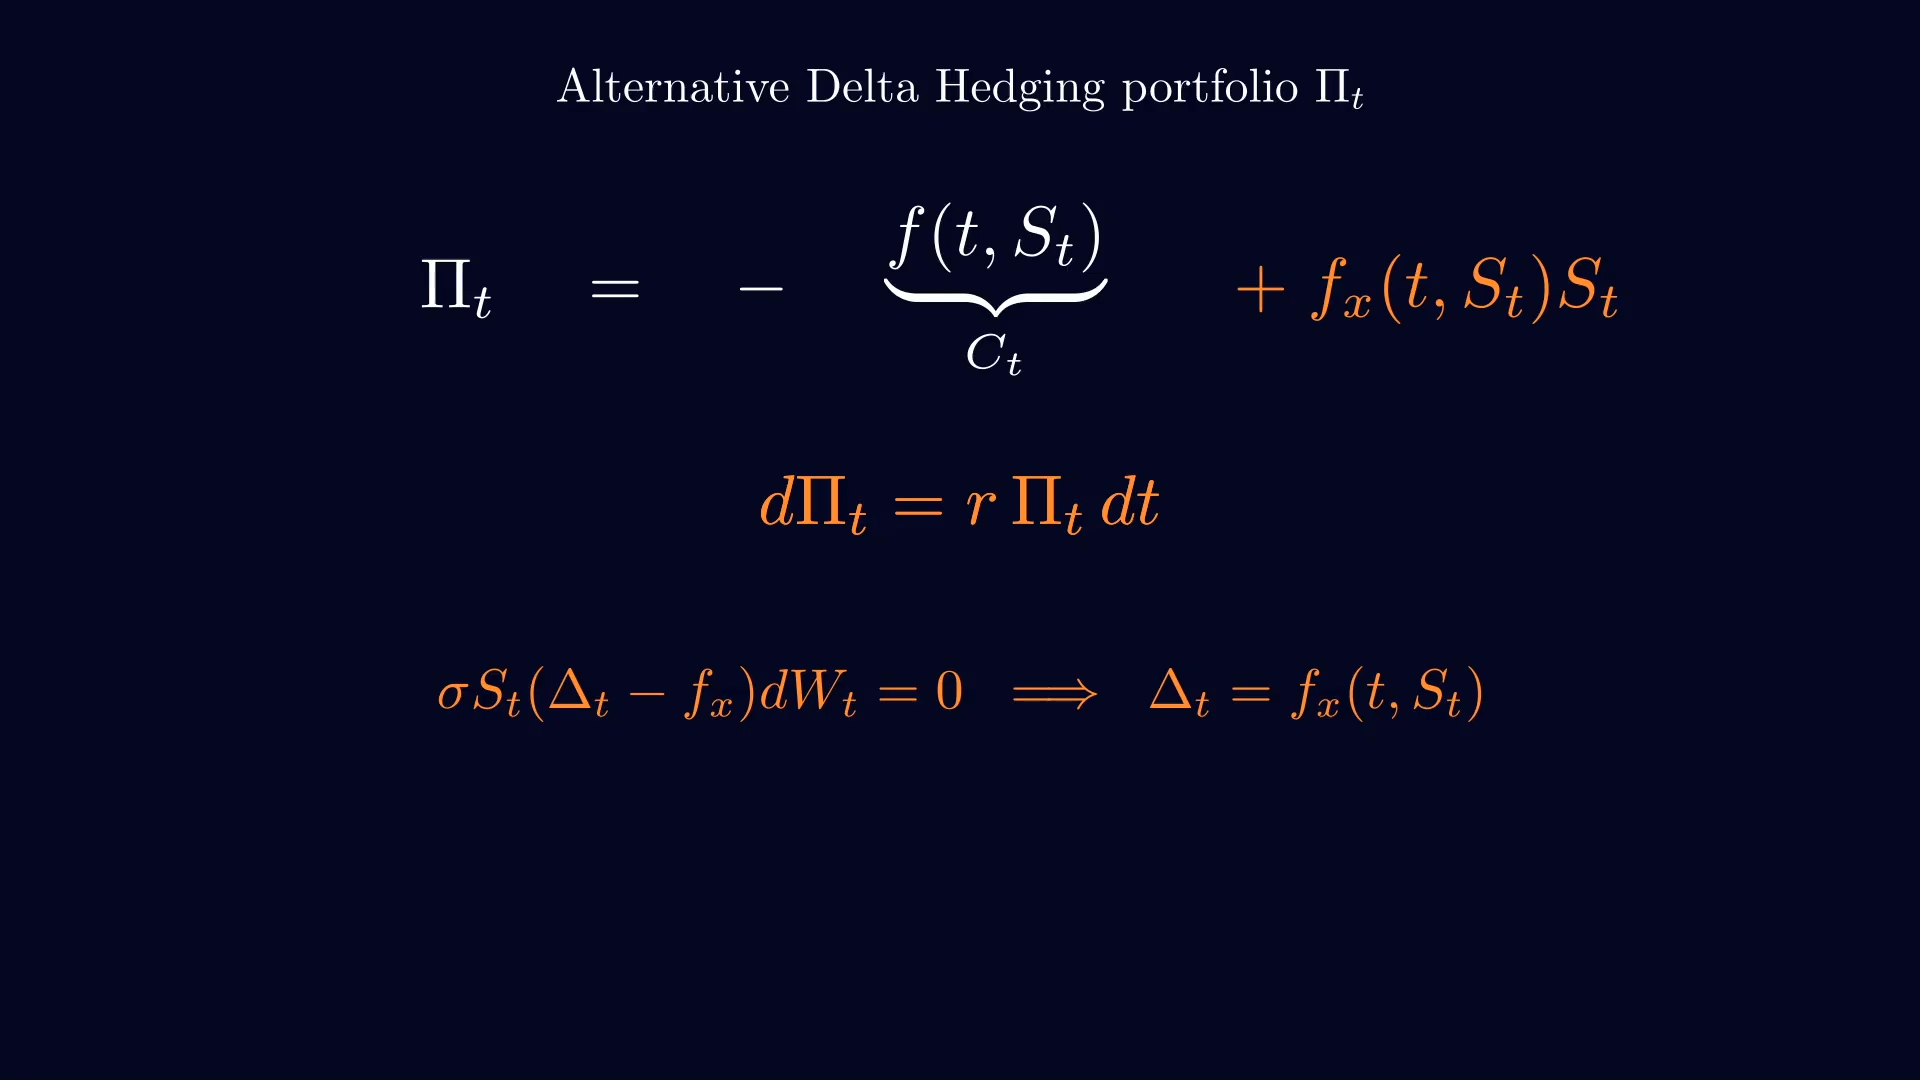 Alternative Delta Hedging portfolio Π_t
Π_t = − \underbrace{f(t, S_t)}_{C_t} + f_x(t, S_t)S_t
dΠ_t = r Π_t dt
σS_t(Δ_t − f_x)dW_t = 0 ⟹ Δ_t = f_x(t, S_t)